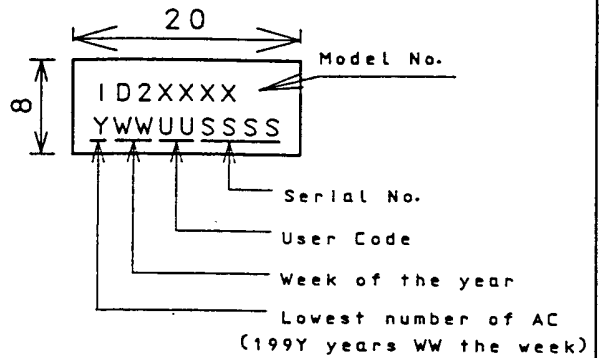 20
Model No.
8
ID2XXXX
YWWUUSSSS
Serial No.
User Code
Week of the year
Lowest number of AC
(199Y years WW the week)